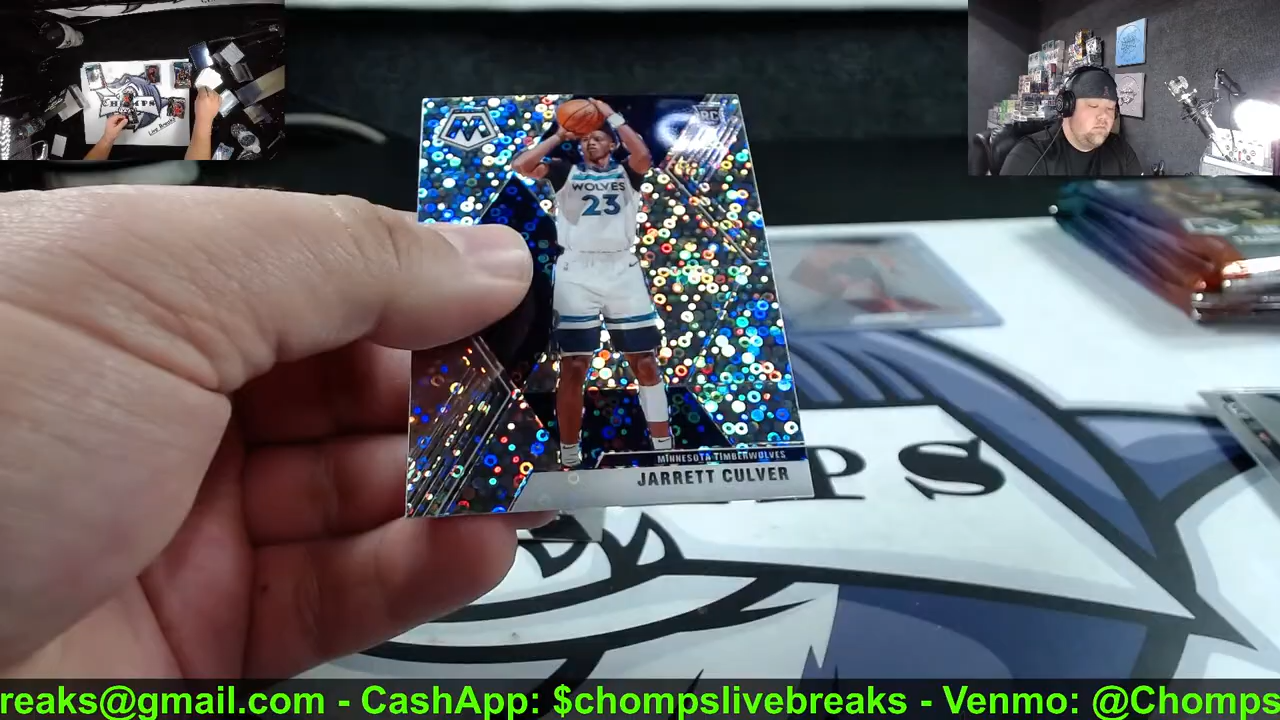 RC
WOLVES
23
MINNESOTA TIMBERWOLVES
JARRETT CULVER
PS
reaks@gmail.com - CashApp: $chompslivebreaks - Venmo: @Chomps